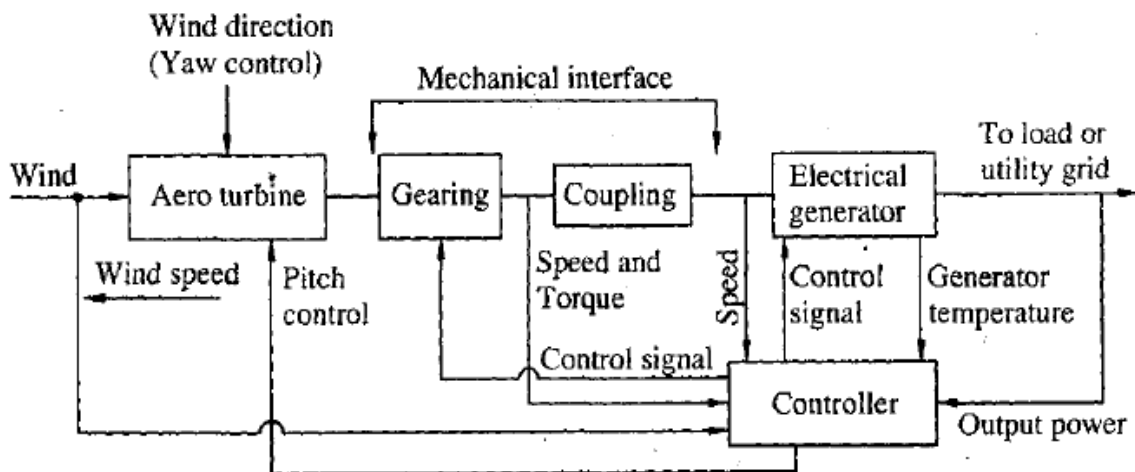 Wind direction
(Yaw control)
Mechanical interface
To load or
utility grid
Wind
Aero turbine
Gearing
Coupling
Electrical
generator
Wind speed
Pitch
control
Speed and
Torque
Speed
Control
signal
Generator
temperature
Control signal
Controller
Output power